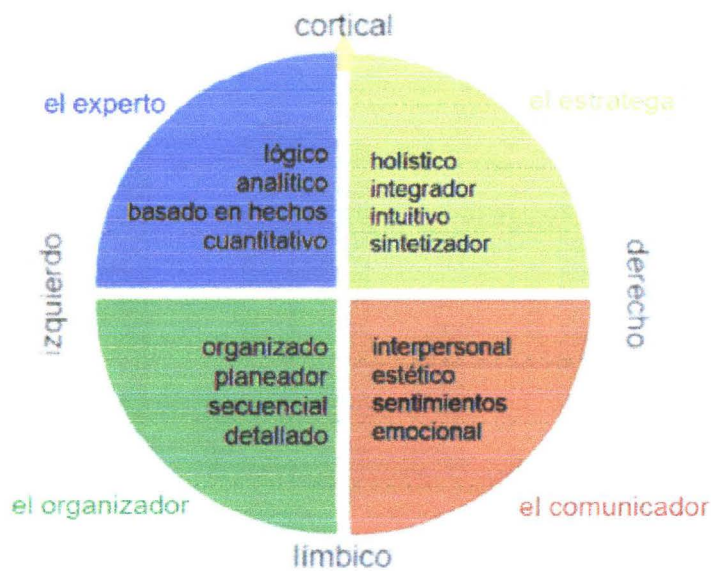 cortical
el experto
el estratega
lógico
analítico
basado en hechos
cuantitativo
holístico
integrador
intuitivo
sintetizador
izquierdo
derecho
organizado
planeador
secuencial
detallado
interpersonal
estético
sentimientos
emocional
el organizador
el comunicador
límbico